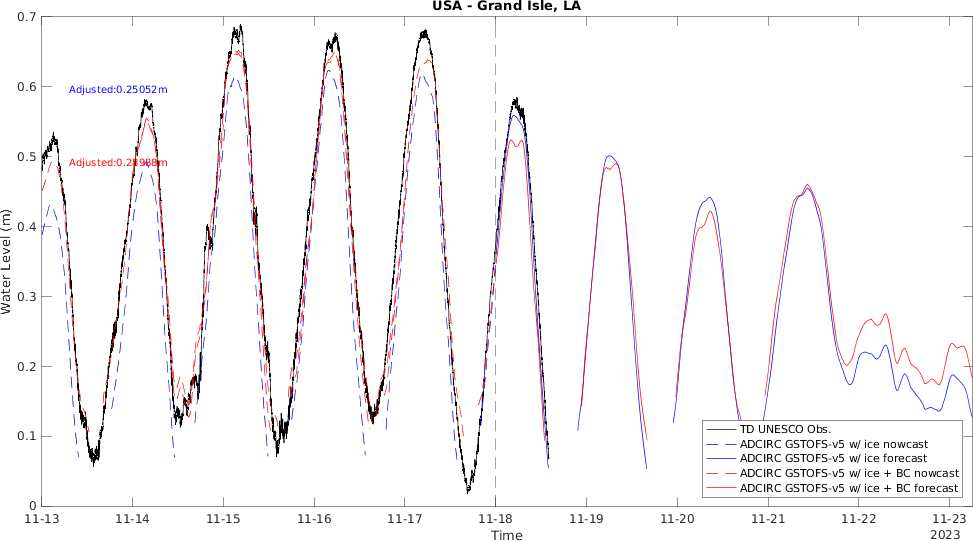 USA - Grand Isle, LA
0.7
0.6
0.5
0.4
0.3
0.2
0.1
0
Water Level (m)
Adjusted:0.25052m
Adjusted:0.28988m
TD UNESCO Obs.
ADCIRC GSTOFS-v5 w/ ice nowcast
ADCIRC GSTOFS-v5 w/ ice forecast
ADCIRC GSTOFS-v5 w/ ice + BC nowcast
ADCIRC GSTOFS-v5 w/ ice + BC forecast
11-13 11-14 11-15 11-16 11-17 11-18 11-19 11-20 11-21 11-22 11-23
Time
2023